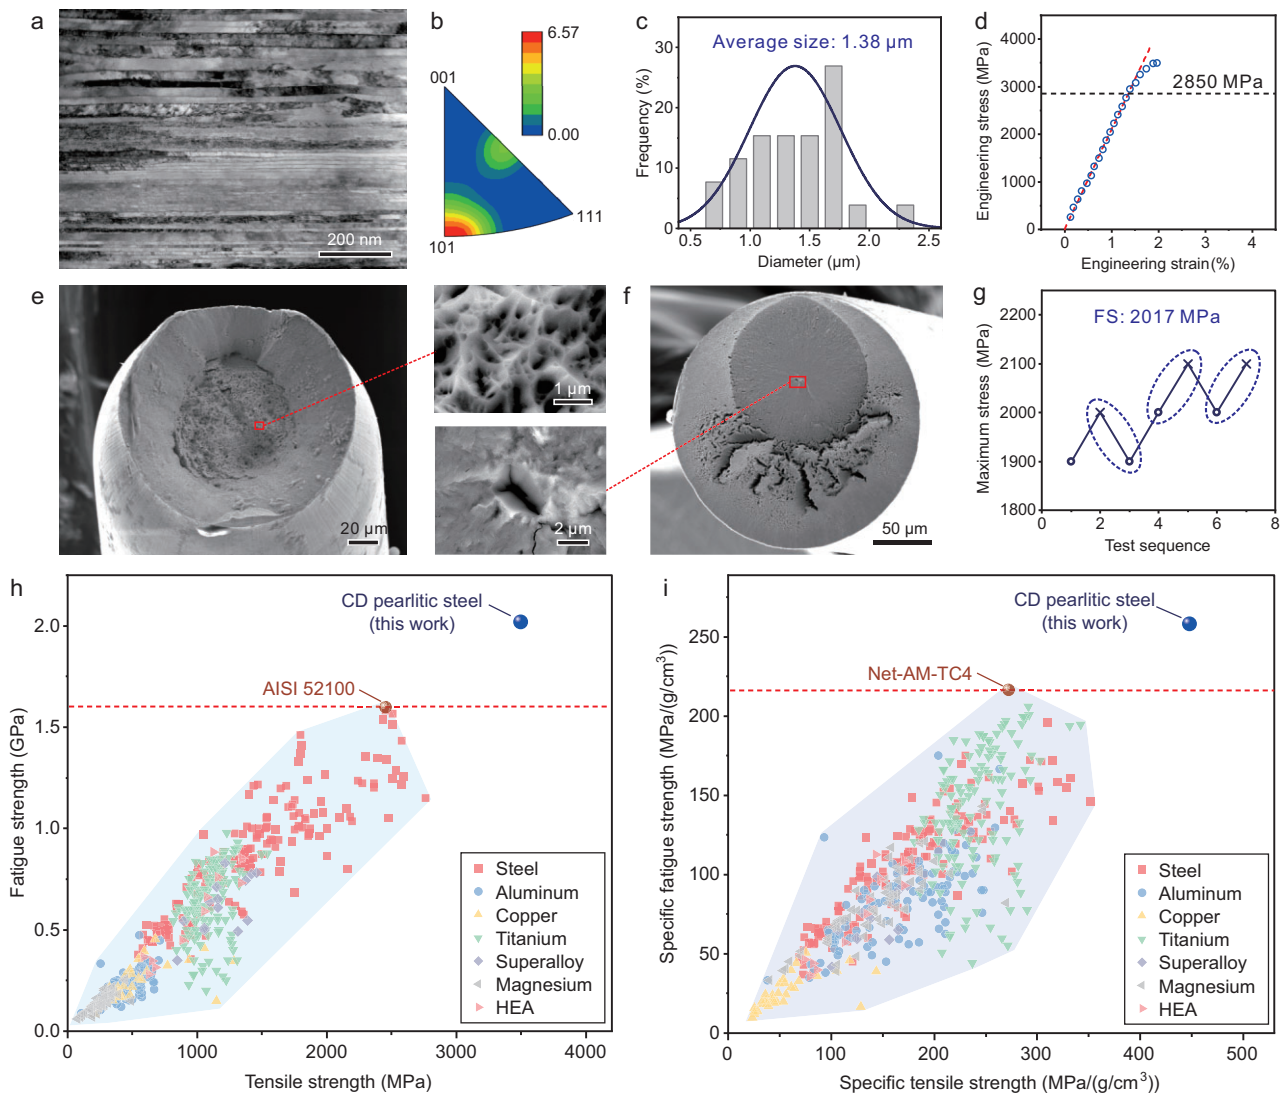 a
200 nm
b
6.57
0.00
001
101
111
c
Average size: 1.38 µm
30
20
10
0
Frequency (%)
0.5
1.0
1.5
2.0
2.5
Diameter (µm)
d
4000
3000
2000
1000
0
Engineering stress (MPa)
2850 MPa
0
1
2
3
4
Engineering strain (%)
e
20 µm
1 µm
2 µm
f
50 µm
g
2200
2100
2000
1900
1800
Maximum stress (MPa)
FS: 2017 MPa
0
2
4
6
8
Test sequence
h
CD pearlitic steel
(this work)
AISI 52100
2.0
1.5
1.0
0.5
0.0
Fatigue strength (GPa)
Steel
Aluminum
Copper
Titanium
Superalloy
Magnesium
HEA
0
1000
2000
3000
4000
Tensile strength (MPa)
i
CD pearlitic steel
(this work)
Net-AM-TC4
250
200
150
100
50
0
Specific fatigue strength (MPa/(g/cm³))
Steel
Aluminum
Copper
Titanium
Superalloy
Magnesium
HEA
0
100
200
300
400
500
Specific tensile strength (MPa/(g/cm³))